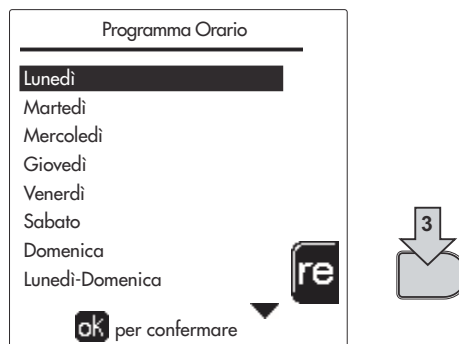 Programma Orario
Lunedì
Martedì
Mercoledì
Giovedì
Venerdì
Sabato
Domenica
Lunedì-Domenica
re
3
ok per confermare